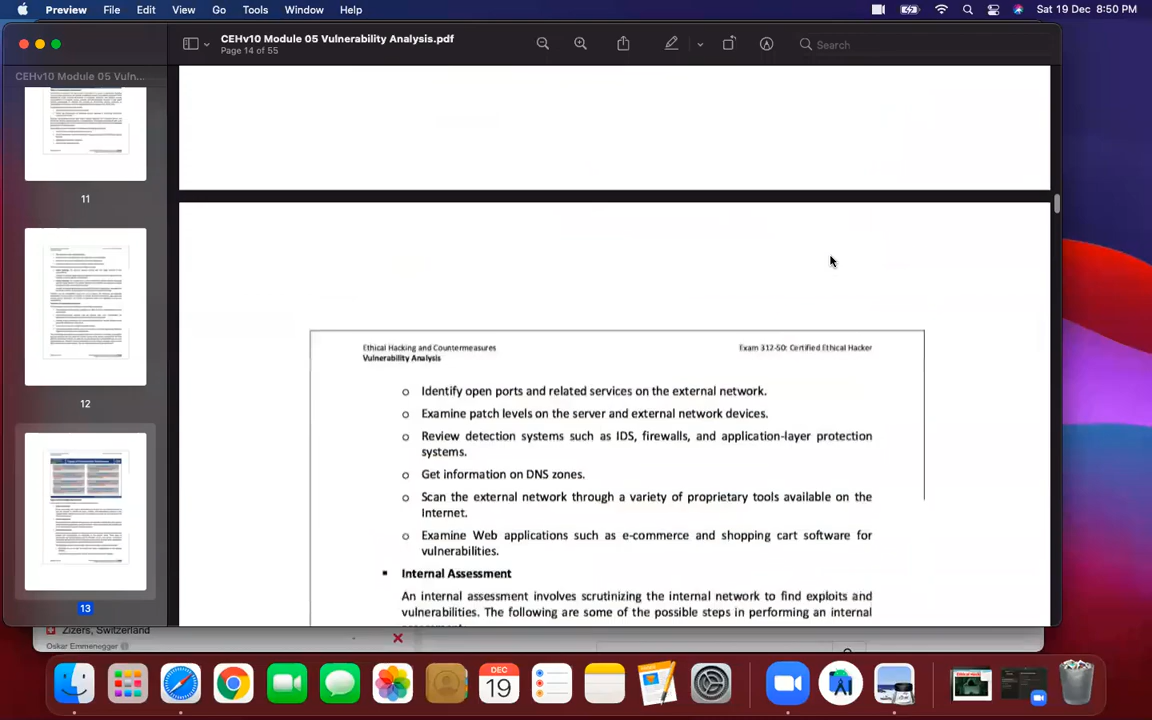 Preview File Edit View Go Tools Window Help Sat 19 Dec 8:50 PM
CEHv10 Module 05 Vulnerability Analysis.pdf
Page 14 of 55
Search
CEHv10 Module 05 Vuln...
11
12
13
Ethical Hacking and Countermeasures Exam 312-50: Certified Ethical Hacker
Vulnerability Analysis
o Identify open ports and related services on the external network.
o Examine patch levels on the server and external network devices.
o Review detection systems such as IDS, firewalls, and application-layer protection
systems.
o Get information on DNS zones.
o Scan the external network through a variety of proprietary tools available on the
Internet.
o Examine Web applications such as e-commerce and shopping cart software for
vulnerabilities.
▪ Internal Assessment
An internal assessment involves scrutinizing the internal network to find exploits and
vulnerabilities. The following are some of the possible steps in performing an internal
Zizers, Switzerland
Oskar Emmenegger
DEC
19